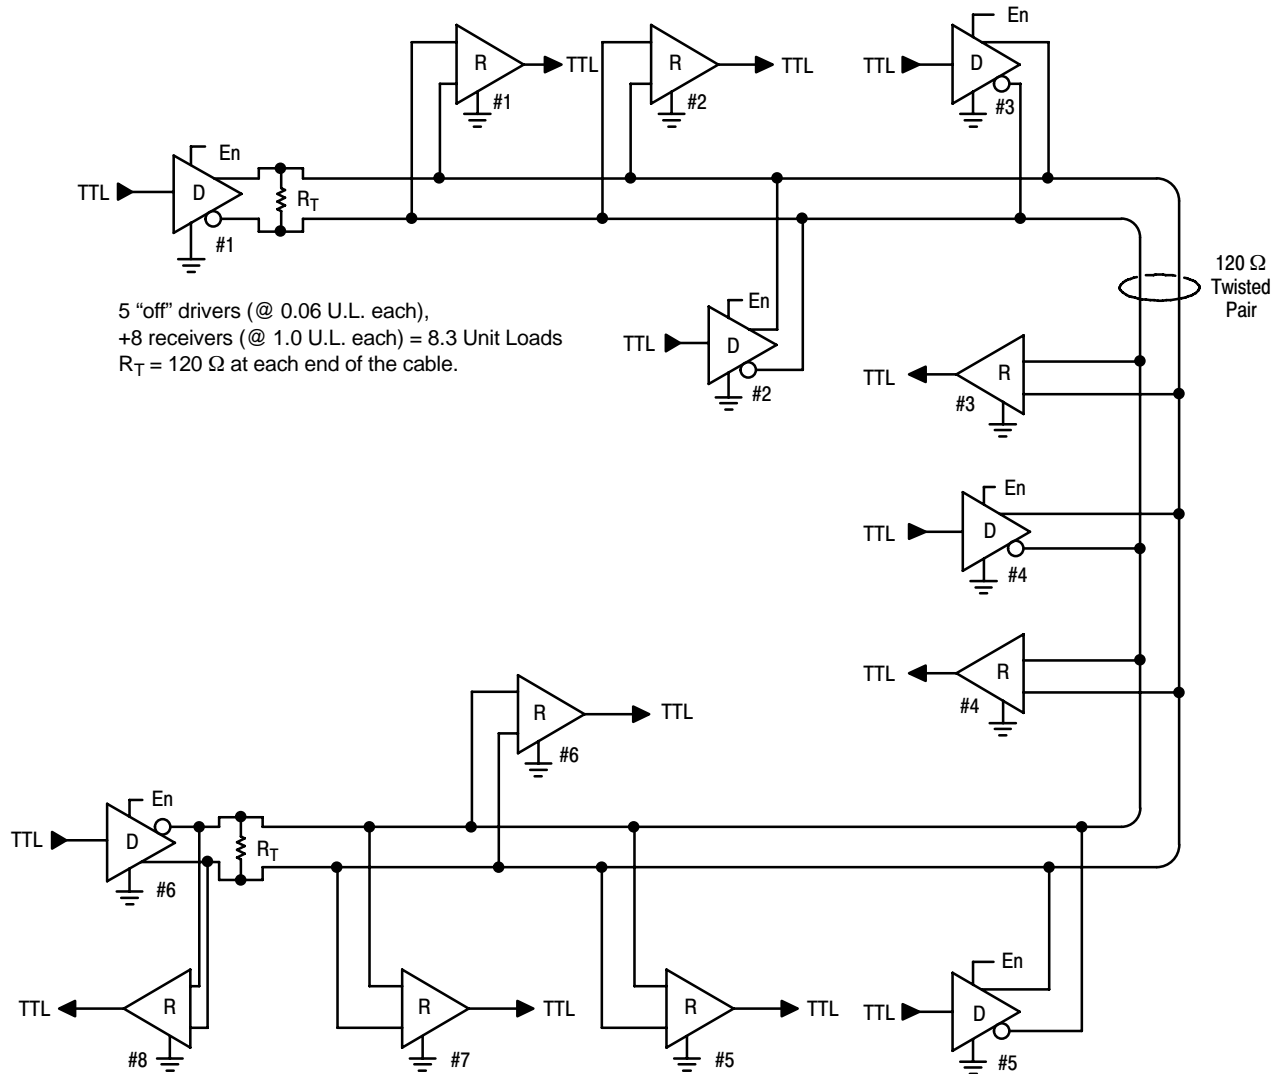 En
R
TTL
#1
R
TTL
#2
En
TTL
D
#3
En
TTL
D
R_T
#1
120 Ω
Twisted
Pair
5 “off” drivers (@ 0.06 U.L. each),
+8 receivers (@ 1.0 U.L. each) = 8.3 Unit Loads
R_T = 120 Ω at each end of the cable.
En
TTL
D
#2
TTL
R
#3
En
TTL
D
#4
TTL
R
#4
R
TTL
#6
En
TTL
D
R_T
#6
TTL
R
#8
R
TTL
#7
R
TTL
#5
En
TTL
D
#5